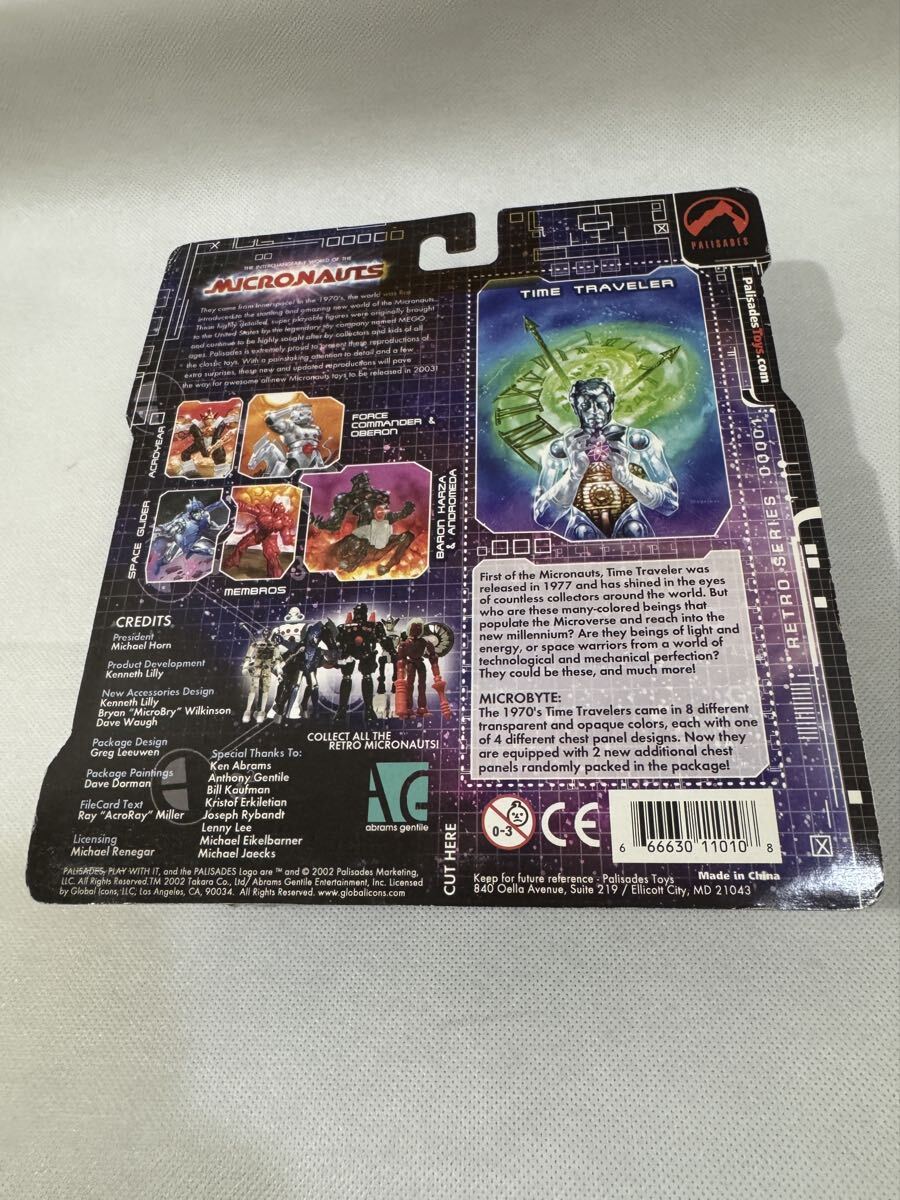 THE INTERCHANGEABLE WORLD OF THE
MICRONAUTS
They came from Innerspace! In the 1970's, the world was first
introduced to the startling and amazing new world of the Micronauts.
These highly detailed, super playable figures were originally brought
to the United States by the legendary toy company named MEGO,
and continue to be highly sought after by collectors and kids of all
ages. Palisades is extremely proud to present these reproductions of
the classic toys. With a painstaking attention to detail and a few
extra surprises, these new and updated reproductions will pave
the way for awesome allnew Micronauts toys to be released in 2003!
ACROYEAR
FORCE
COMMANDER &
OBERON
SPACE GLIDER
MEMBROS
BARON KARZA
& ANDROMEDA
CREDITS
President
Michael Horn
Product Development
Kenneth Lilly
New Accessories Design
Kenneth Lilly
Bryan "MicroBry" Wilkinson
Dave Waugh
Package Design
Greg Leeuwen
Package Paintings
Dave Dorman
FileCard Text
Ray "AcroRay" Miller
Licensing
Michael Renegar
Special Thanks To:
Ken Abrams
Anthony Gentile
Bill Kaufman
Kristof Erkiletian
Joseph Rybandt
Lenny Lee
Michael Eikelbarner
Michael Jaecks
COLLECT ALL THE
RETRO MICRONAUTS!
AG
abrams gentile
PALISADES, PLAY WITH IT, and the PALISADES Logo are ™ and © 2002 Palisades Marketing,
LLC. All Rights Reserved.TM 2002 Takara Co., Ltd/ Abrams Gentile Entertainment, Inc. Licensed
by Global Icons, LLC, Los Angeles, CA, 90034. All Rights Reserved. www.globalicons.com
CUT HERE
PALISADES
PalisadesToys.com
RETRO SERIES 00001
TIME TRAVELER
First of the Micronauts, Time Traveler was
released in 1977 and has shined in the eyes
of countless collectors around the world. But
who are these many-colored beings that
populate the Microverse and reach into the
new millennium? Are they beings of light and
energy, or space warriors from a world of
technological and mechanical perfection?
They could be these, and much more!
MICROBYTE:
The 1970's Time Travelers came in 8 different
transparent and opaque colors, each with one
of 4 different chest panel designs. Now they
are equipped with 2 new additional chest
panels randomly packed in the package!
0-3
CE
6 66630 11010 8
Keep for future reference - Palisades Toys
840 Oella Avenue, Suite 219 / Ellicott City, MD 21043
Made in China